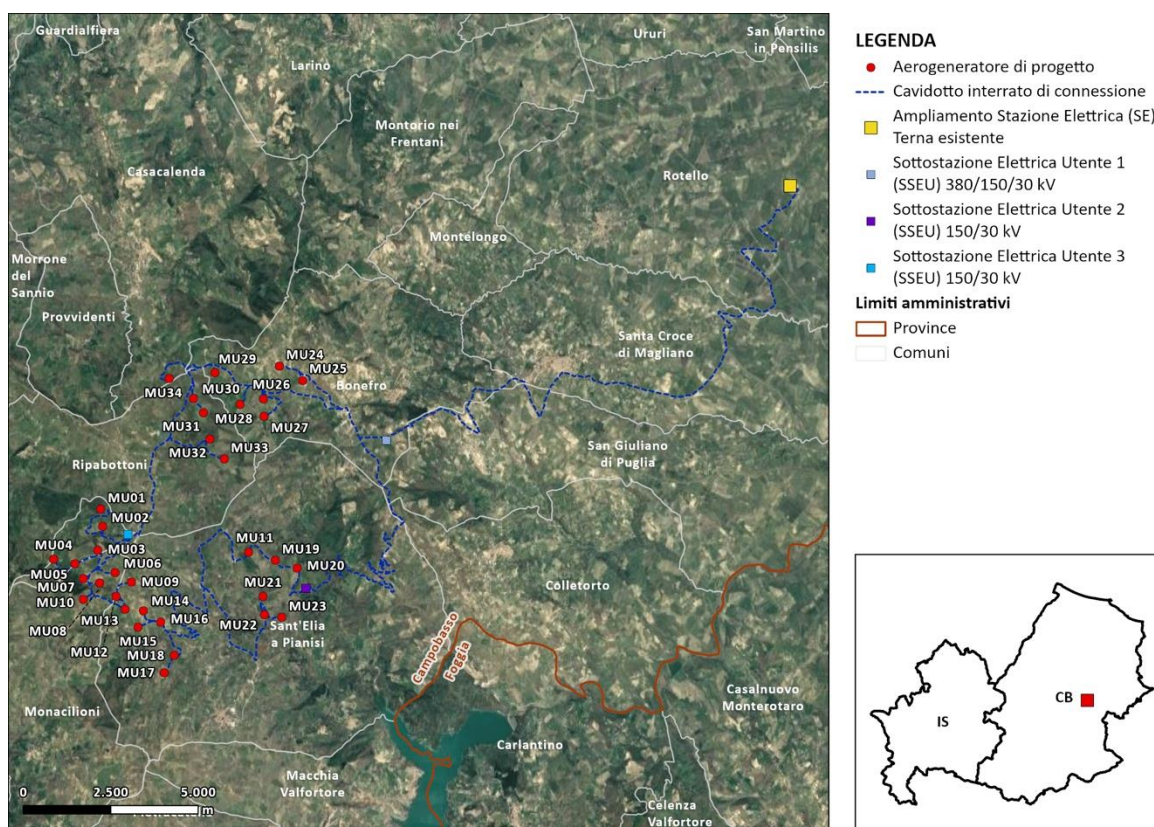 Guardialfiera
Larino
Ururi
San Martino
in Pensilis
Montorio nei
Frentani
Casacalenda
Rotello
Montelongo
Morrone
del
Sannio
Provvidenti
Santa Croce
di Magliano
MU29
MU24
MU25
Bonefro
MU34
MU30
MU26
MU31
MU28
MU27
MU32
MU33
San Giuliano
di Puglia
Ripabottoni
MU01
MU02
MU11
MU19
MU04
MU03
MU06
MU20
MU05
MU07
MU09
MU21
Colletorto
MU10
MU14
MU23
MU13
MU16
MU22
MU08
MU15
Sant'Elia
a Pianisi
MU12
MU18
MU17
Campobasso
Foggia
Monacilioni
Casalnuovo
Monterotaro
Carlantino
Macchia
Valfortore
Celenza
Valfortore
0 2.500 5.000
m
LEGENDA
Aerogeneratore di progetto
Cavidotto interrato di connessione
Ampliamento Stazione Elettrica (SE)
Terna esistente
Sottostazione Elettrica Utente 1
(SSEU) 380/150/30 kV
Sottostazione Elettrica Utente 2
(SSEU) 150/30 kV
Sottostazione Elettrica Utente 3
(SSEU) 150/30 kV
Limiti amministrativi
Province
Comuni
CB
IS